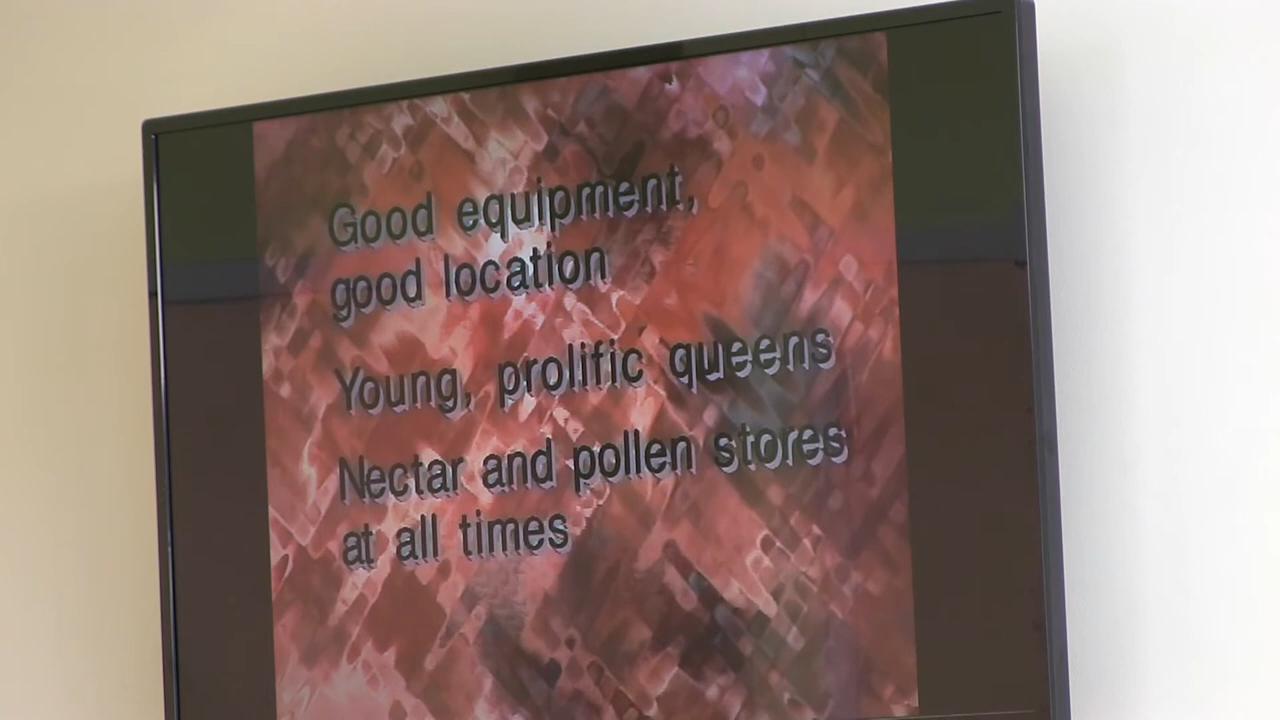 Good equipment,
good location
Young, prolific queens
Nectar and pollen stores
at all times